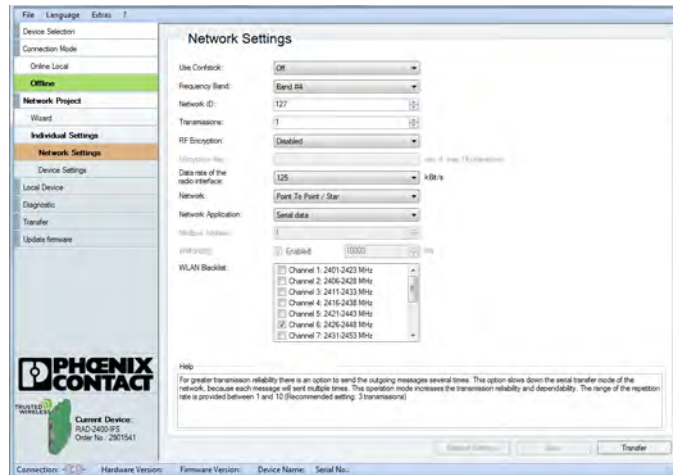 File Language Extras ?
Device Selection
Connection Mode
Online Local
Offline
Network Project
Wizard
Individual Settings
Network Settings
Device Settings
Local Device
Diagnostic
Transfer
Update firmware
PHŒNIX
CONTACT
TRUSTED
WIRELESS
Current Device:
RAD-2400-IFS
Order No.: 2901541
Network Settings
Use Confstick: Off
Frequency Band: Band #4
Network ID: 127
Transmissions: 1
RF Encryption: Disabled
Data rate of the
radio interface: 125 kBit/s
Network: Point To Point / Star
Network Application: Serial data
Modbus Address: 1
Enabled 10000 ms
WLAN Blacklist:
Channel 1: 2401-2423 MHz
Channel 2: 2406-2428 MHz
Channel 3: 2411-2433 MHz
Channel 4: 2416-2438 MHz
Channel 5: 2421-2443 MHz
Channel 6: 2426-2448 MHz
Channel 7: 2431-2453 MHz
Help
For greater transmission reliability there is an option to send the outgoing messages several times. This option slows down the serial transfer mode of the
network, because each message will sent multiple times. This operation mode increases the transmission reliability and dependability. The range of the repetition
rate is provided between 1 and 10 (Recommended setting: 3 transmissions)
Transfer
Connection: Hardware Version: Firmware Version: Device Name: Serial No.: